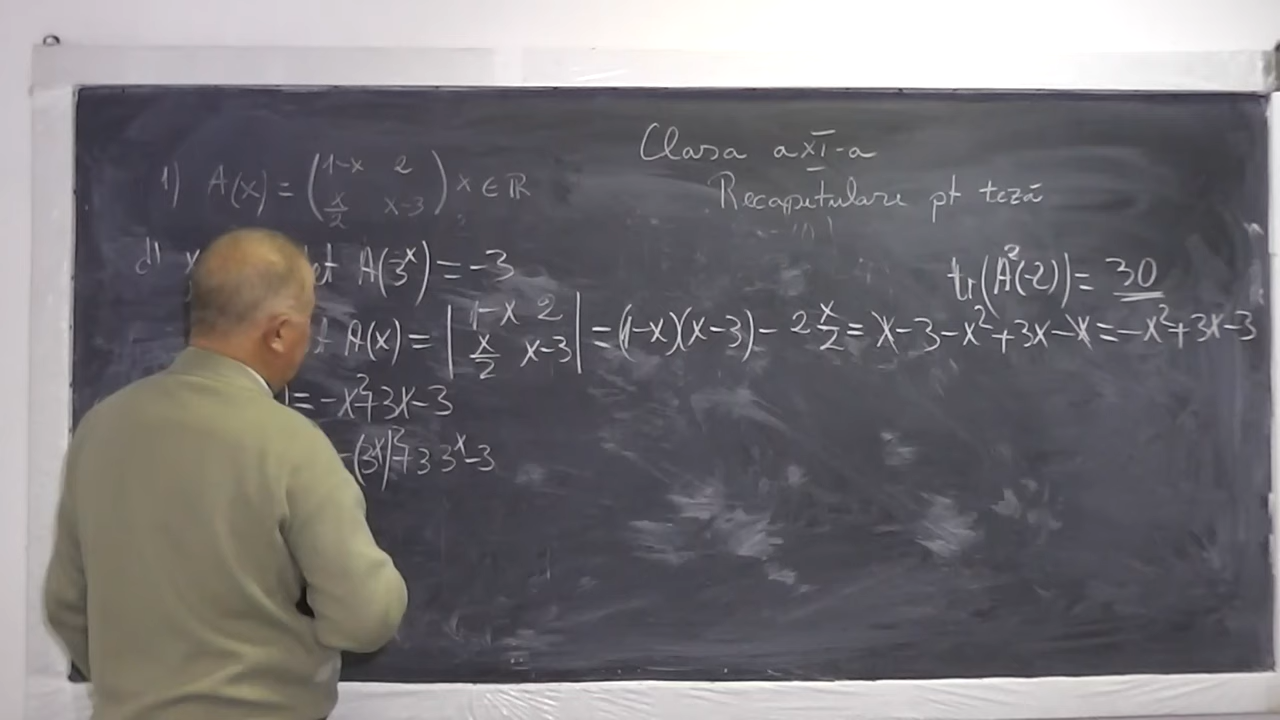 Clasa a XI-a
Recapitulare pt teză
1) A(x) = (1-x 2 x/2 x-3), x ∈ ℝ
d) x A(3^x) = -3
tr(A²(-2)) = 30
A(x) = |1-x 2 x/2 x-3| = (1-x)(x-3) - 2 x/2 = x-3-x²+3x-x = -x²+3x-3
= -x²+3x-3
-(3^x)²+3 3^x-3